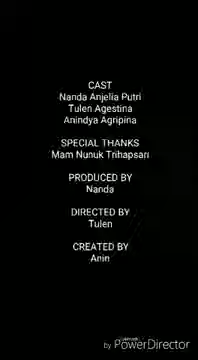 CAST
Nanda Anjelia Putri
Tulen Agestina
Anindya Agripina
SPECIAL THANKS
Mam Nunuk Trihapsari
PRODUCED BY
Nanda
DIRECTED BY
Tulen
CREATED BY
Anin
by PowerDirector